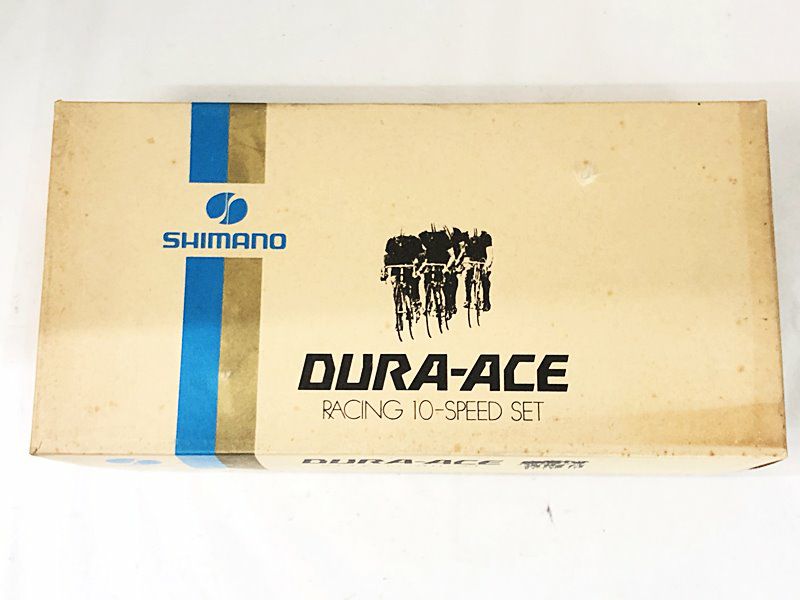 SHIMANO
DURA-ACE
RACING 10-SPEED SET
DURA-ACE